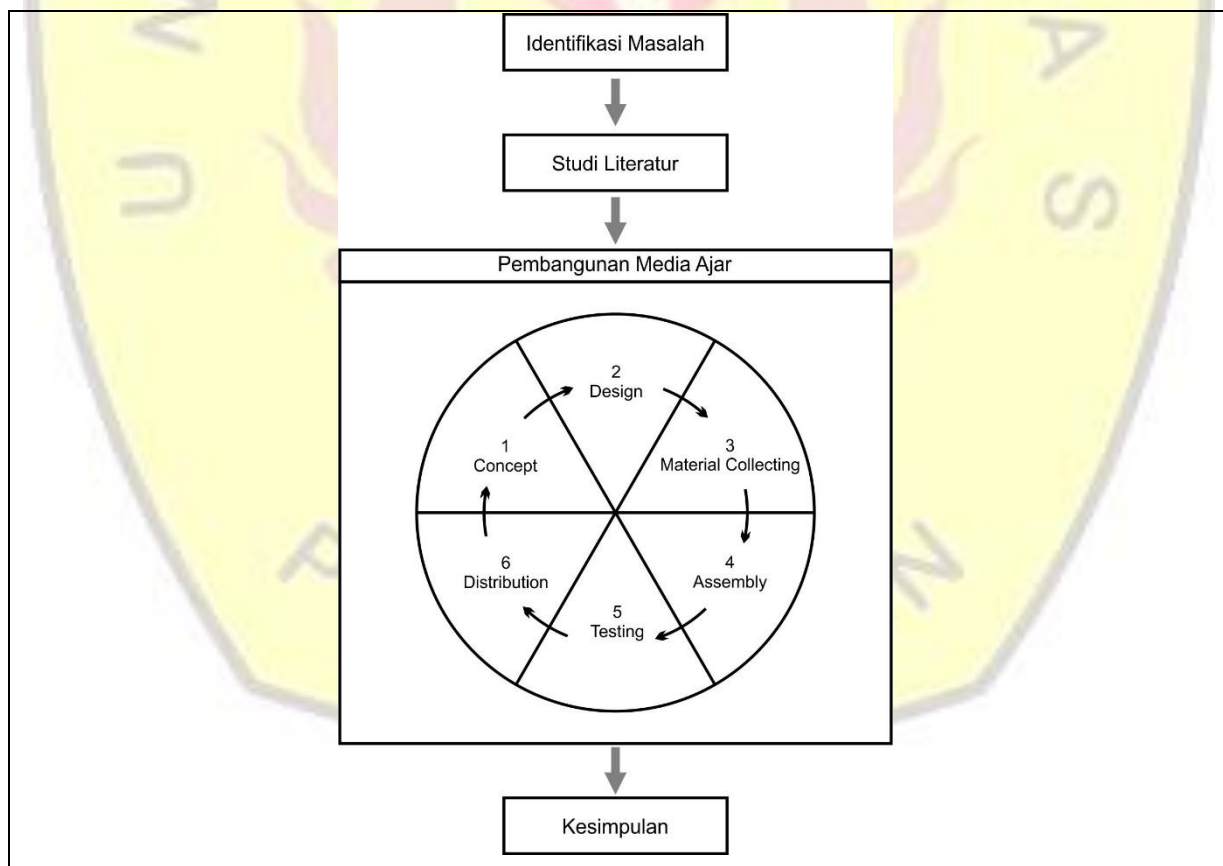 Identifikasi Masalah
Studi Literatur
Pembangunan Media Ajar
1
Concept
2
Design
3
Material Collecting
4
Assembly
5
Testing
6
Distribution
Kesimpulan